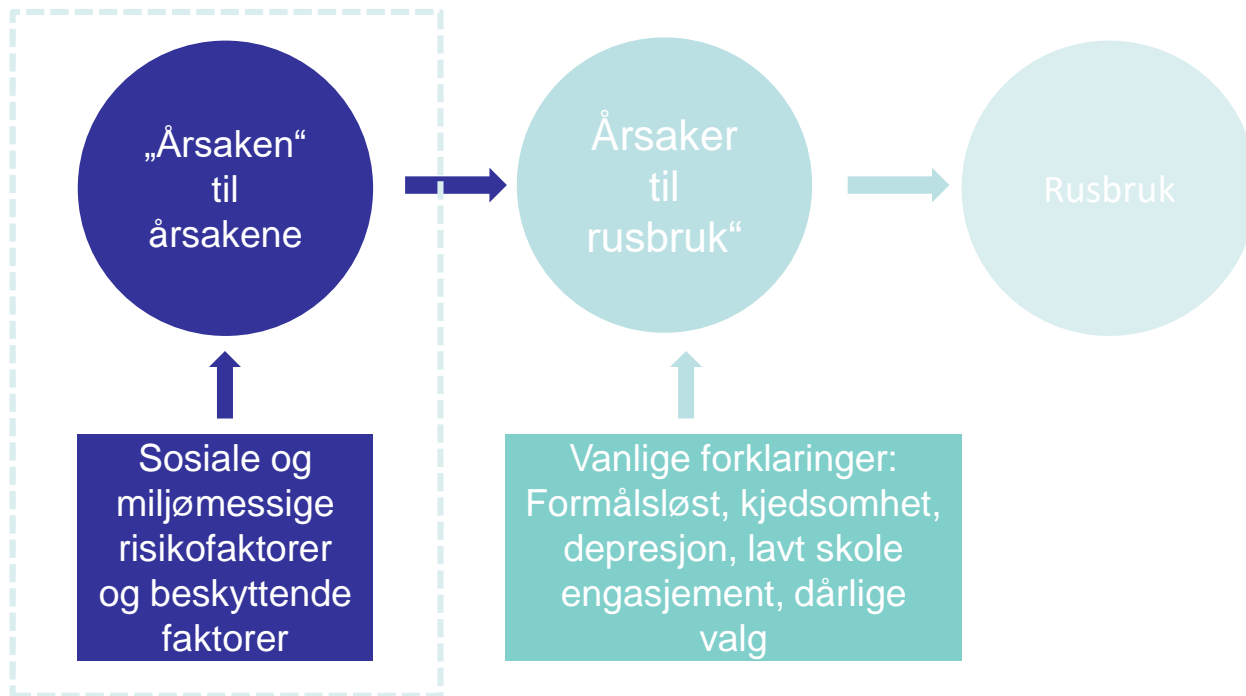 „Årsaken“
til
årsakene
Årsaker
til
rusbruk“
Rusbruk
Sosiale og
miljømessige
risikofaktorer
og beskyttende
faktorer
Vanlige forklaringer:
Formålsløst, kjedsomhet,
depresjon, lavt skole
engasjement, dårlige
valg